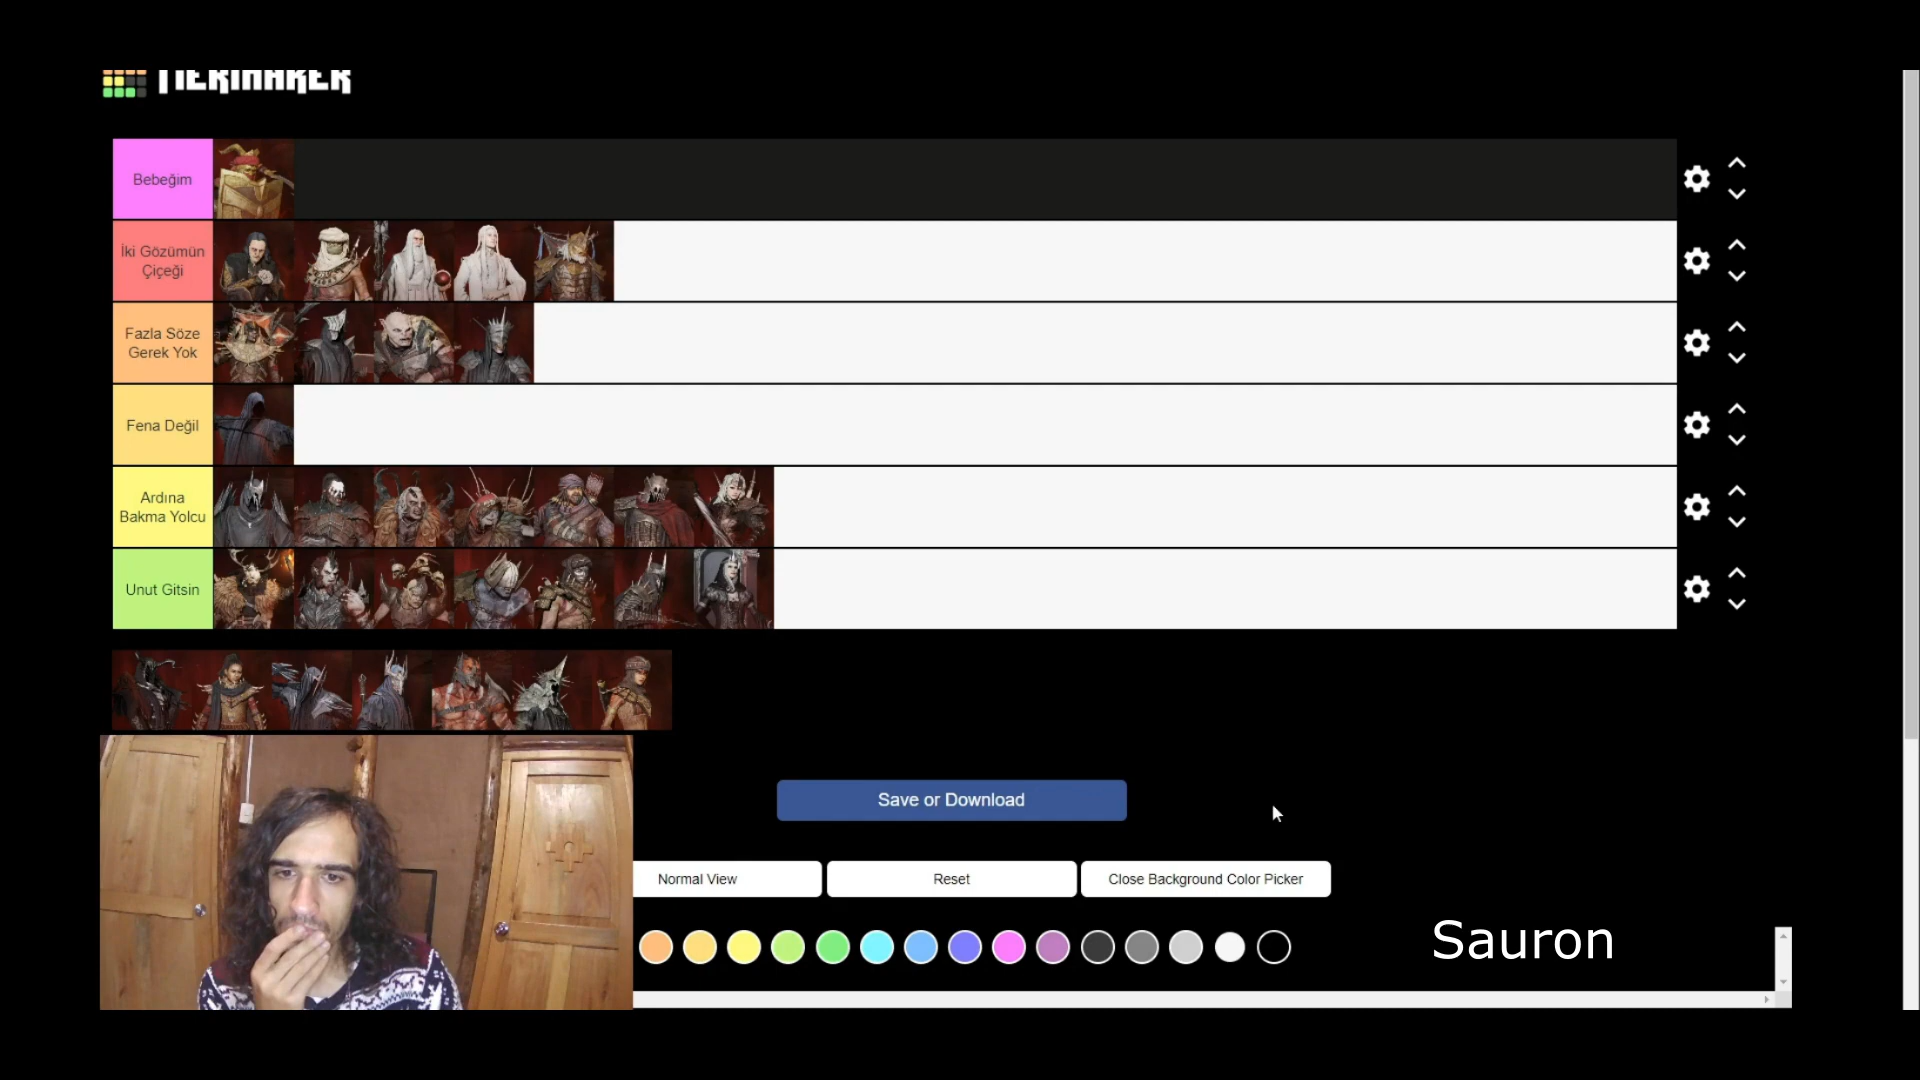 TIERMAKER
Bebeğim
İki Gözümün
Çiçeği
Fazla Söze
Gerek Yok
Fena Değil
Ardına
Bakma Yolcu
Unut Gitsin
Save or Download
Normal View
Reset
Close Background Color Picker
Sauron